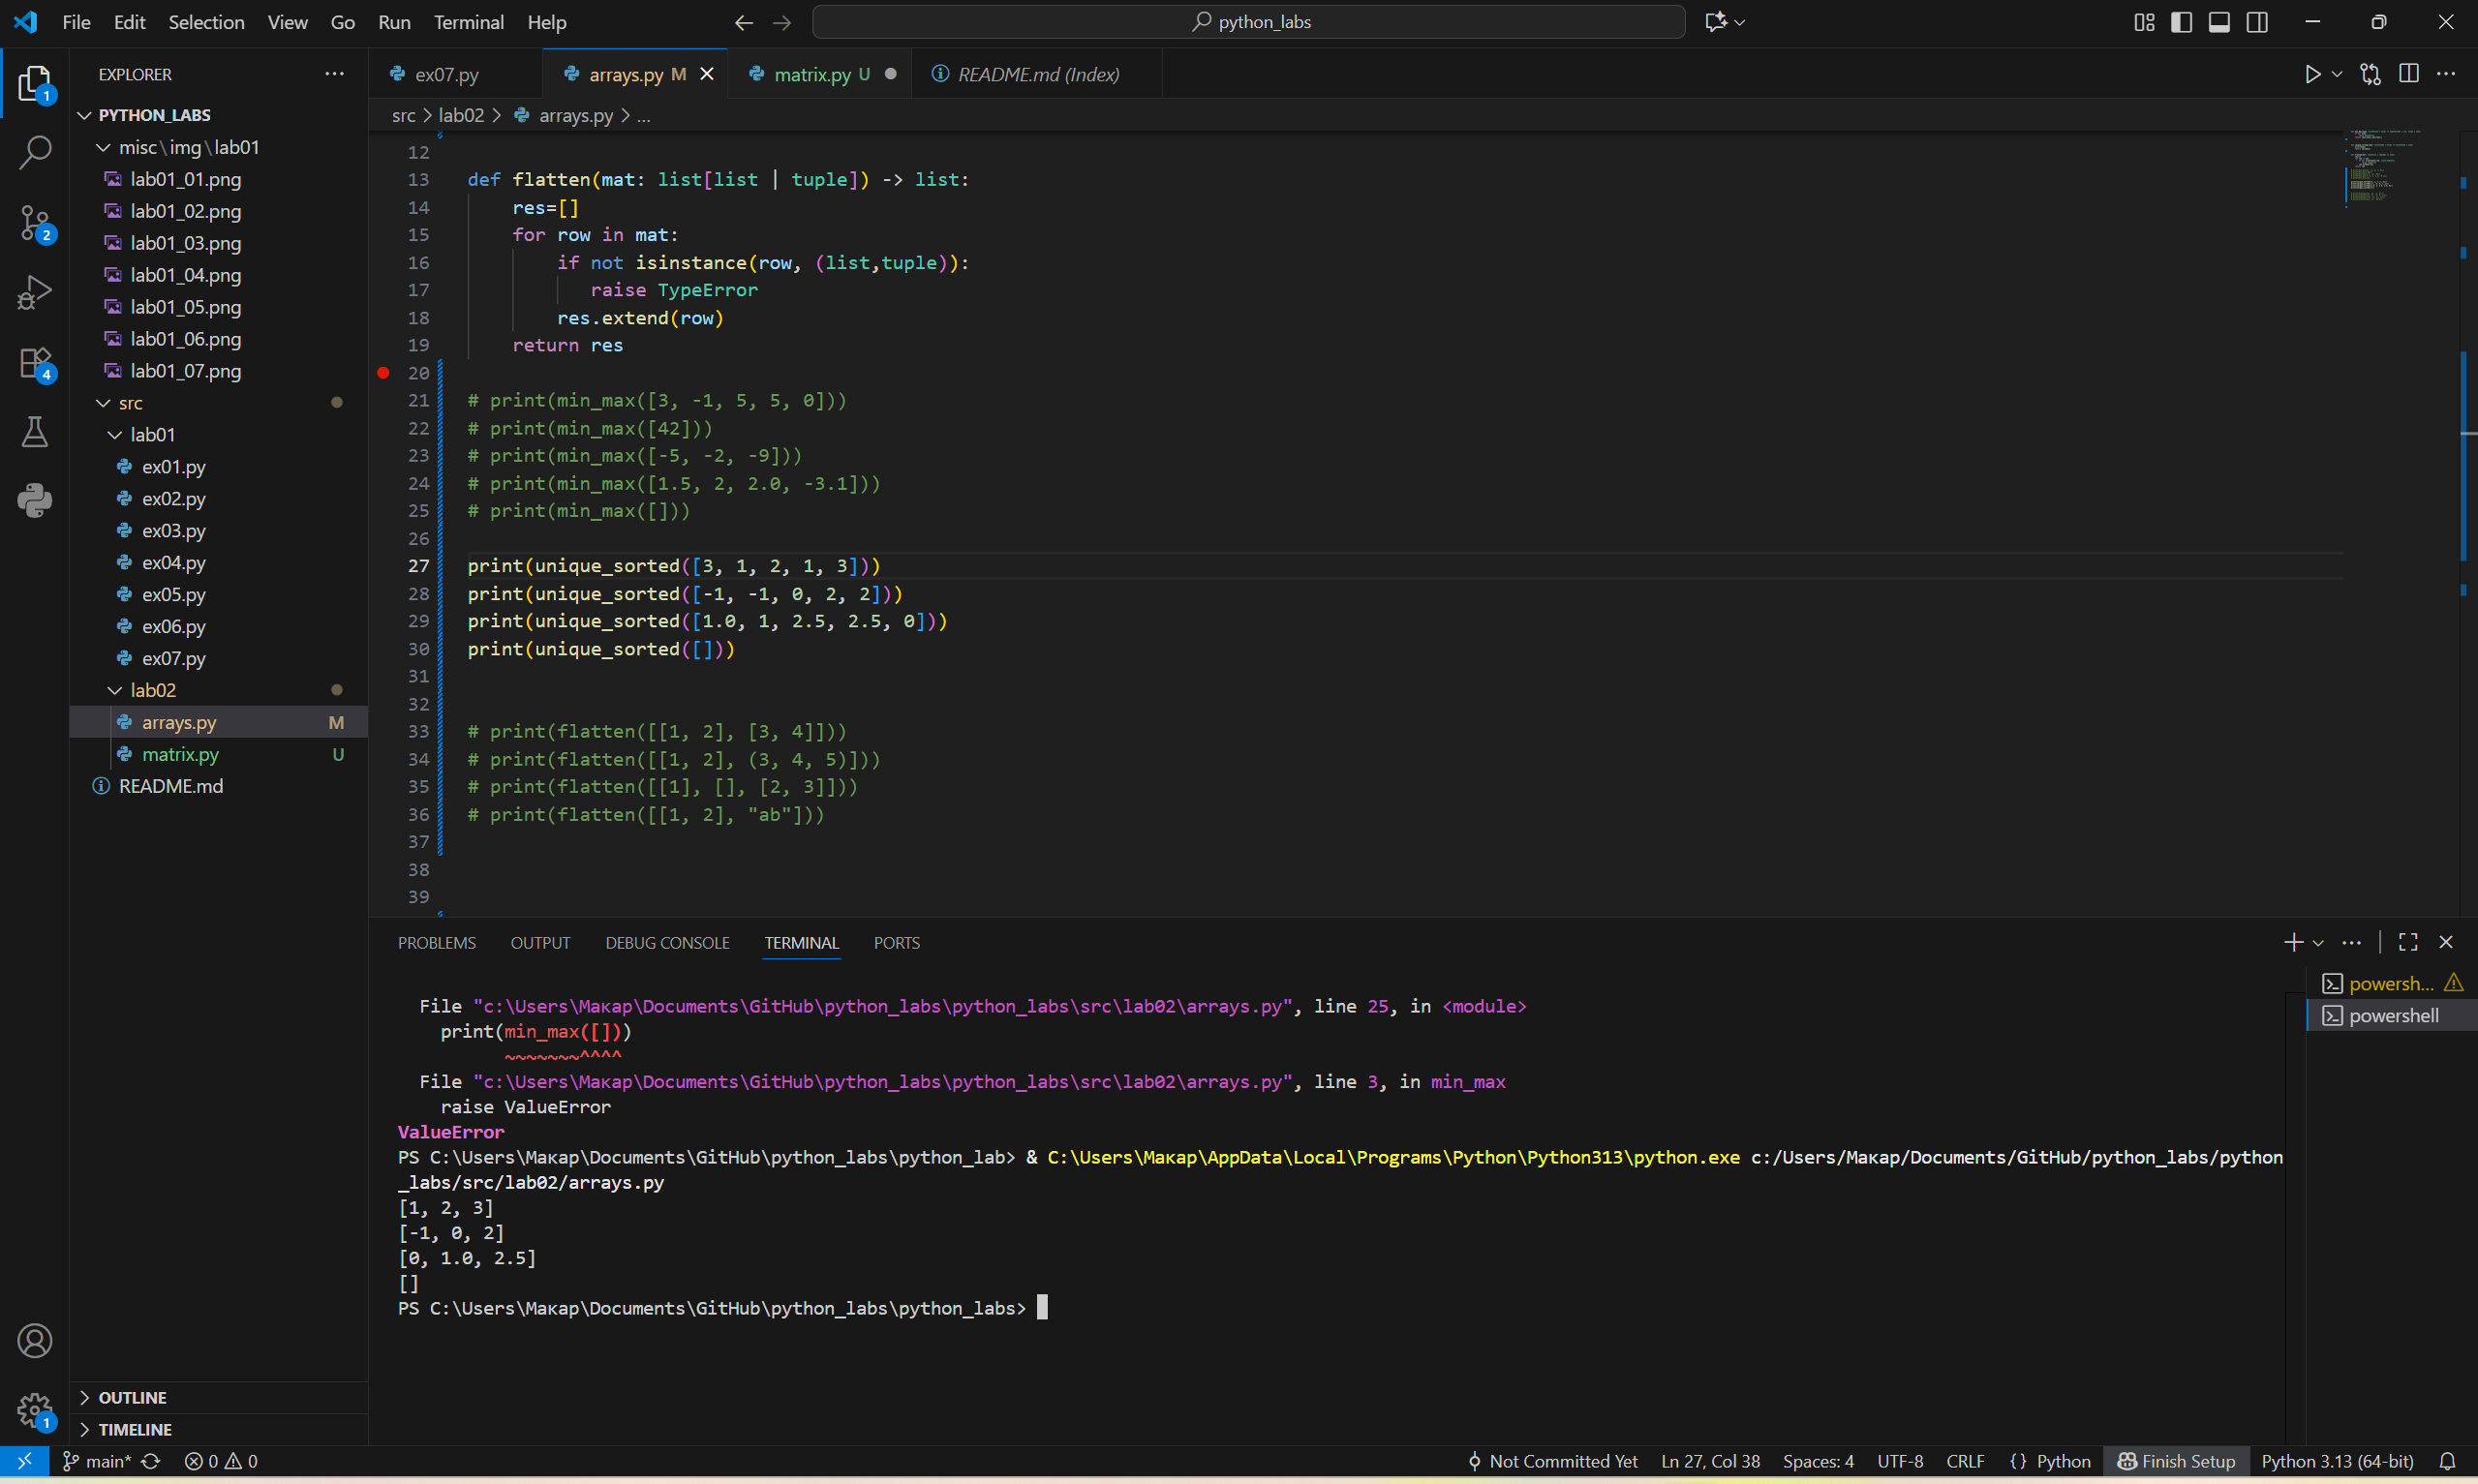 File Edit Selection View Go Run Terminal Help
python_labs
EXPLORER
PYTHON_LABS
misc\img\lab01
lab01_01.png
lab01_02.png
lab01_03.png
lab01_04.png
lab01_05.png
lab01_06.png
lab01_07.png
src
lab01
ex01.py
ex02.py
ex03.py
ex04.py
ex05.py
ex06.py
ex07.py
lab02
arrays.py M
matrix.py U
README.md
OUTLINE
TIMELINE
1
2
4
1
ex07.py arrays.py M matrix.py U README.md (Index)
src > lab02 > arrays.py > ...
12
13 def flatten(mat: list[list | tuple]) -> list:
14 res=[]
15 for row in mat:
16 if not isinstance(row, (list,tuple)):
17 raise TypeError
18 res.extend(row)
19 return res
20
21 # print(min_max([3, -1, 5, 5, 0]))
22 # print(min_max([42]))
23 # print(min_max([-5, -2, -9]))
24 # print(min_max([1.5, 2, 2.0, -3.1]))
25 # print(min_max([]))
26
27 print(unique_sorted([3, 1, 2, 1, 3]))
28 print(unique_sorted([-1, -1, 0, 2, 2]))
29 print(unique_sorted([1.0, 1, 2.5, 2.5, 0]))
30 print(unique_sorted([]))
31
32
33 # print(flatten([[1, 2], [3, 4]]))
34 # print(flatten([[1, 2], (3, 4, 5)]))
35 # print(flatten([[1], [], [2, 3]]))
36 # print(flatten([[1, 2], "ab"]))
37
38
39
PROBLEMS OUTPUT DEBUG CONSOLE TERMINAL PORTS
File "c:\Users\Макар\Documents\GitHub\python_labs\python_labs\src\lab02\arrays.py", line 25, in <module>
print(min_max([]))
~~~~~~~^^^^
File "c:\Users\Макар\Documents\GitHub\python_labs\python_labs\src\lab02\arrays.py", line 3, in min_max
raise ValueError
ValueError
PS C:\Users\Макар\Documents\GitHub\python_labs\python_lab> & C:\Users\Макар\AppData\Local\Programs\Python\Python313\python.exe c:/Users/Макар/Documents/GitHub/python_labs/python
_labs/src/lab02/arrays.py
[1, 2, 3]
[-1, 0, 2]
[0, 1.0, 2.5]
[]
PS C:\Users\Макар\Documents\GitHub\python_labs\python_labs>
powersh...
powershell
main* 0 0 Not Committed Yet Ln 27, Col 38 Spaces: 4 UTF-8 CRLF {} Python Finish Setup Python 3.13 (64-bit)